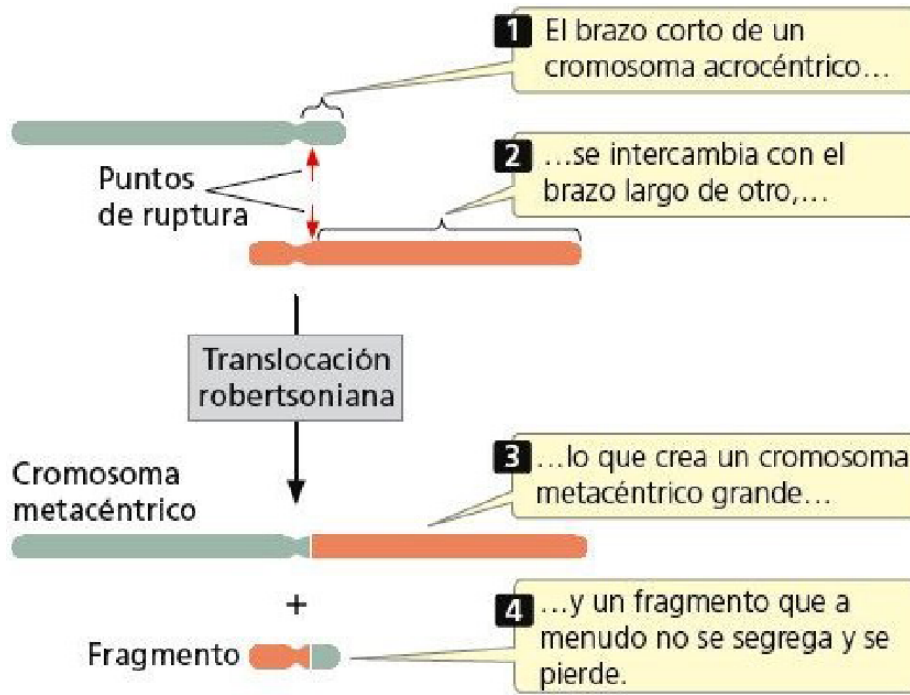 1 El brazo corto de un
cromosoma acrocéntrico...
2 ...se intercambia con el
brazo largo de otro,...
Puntos
de ruptura
Translocación
robertsoniana
3 ...lo que crea un cromosoma
metacéntrico grande...
Cromosoma
metacéntrico
+
4 ...y un fragmento que a
menudo no se segrega y se
pierde.
Fragmento